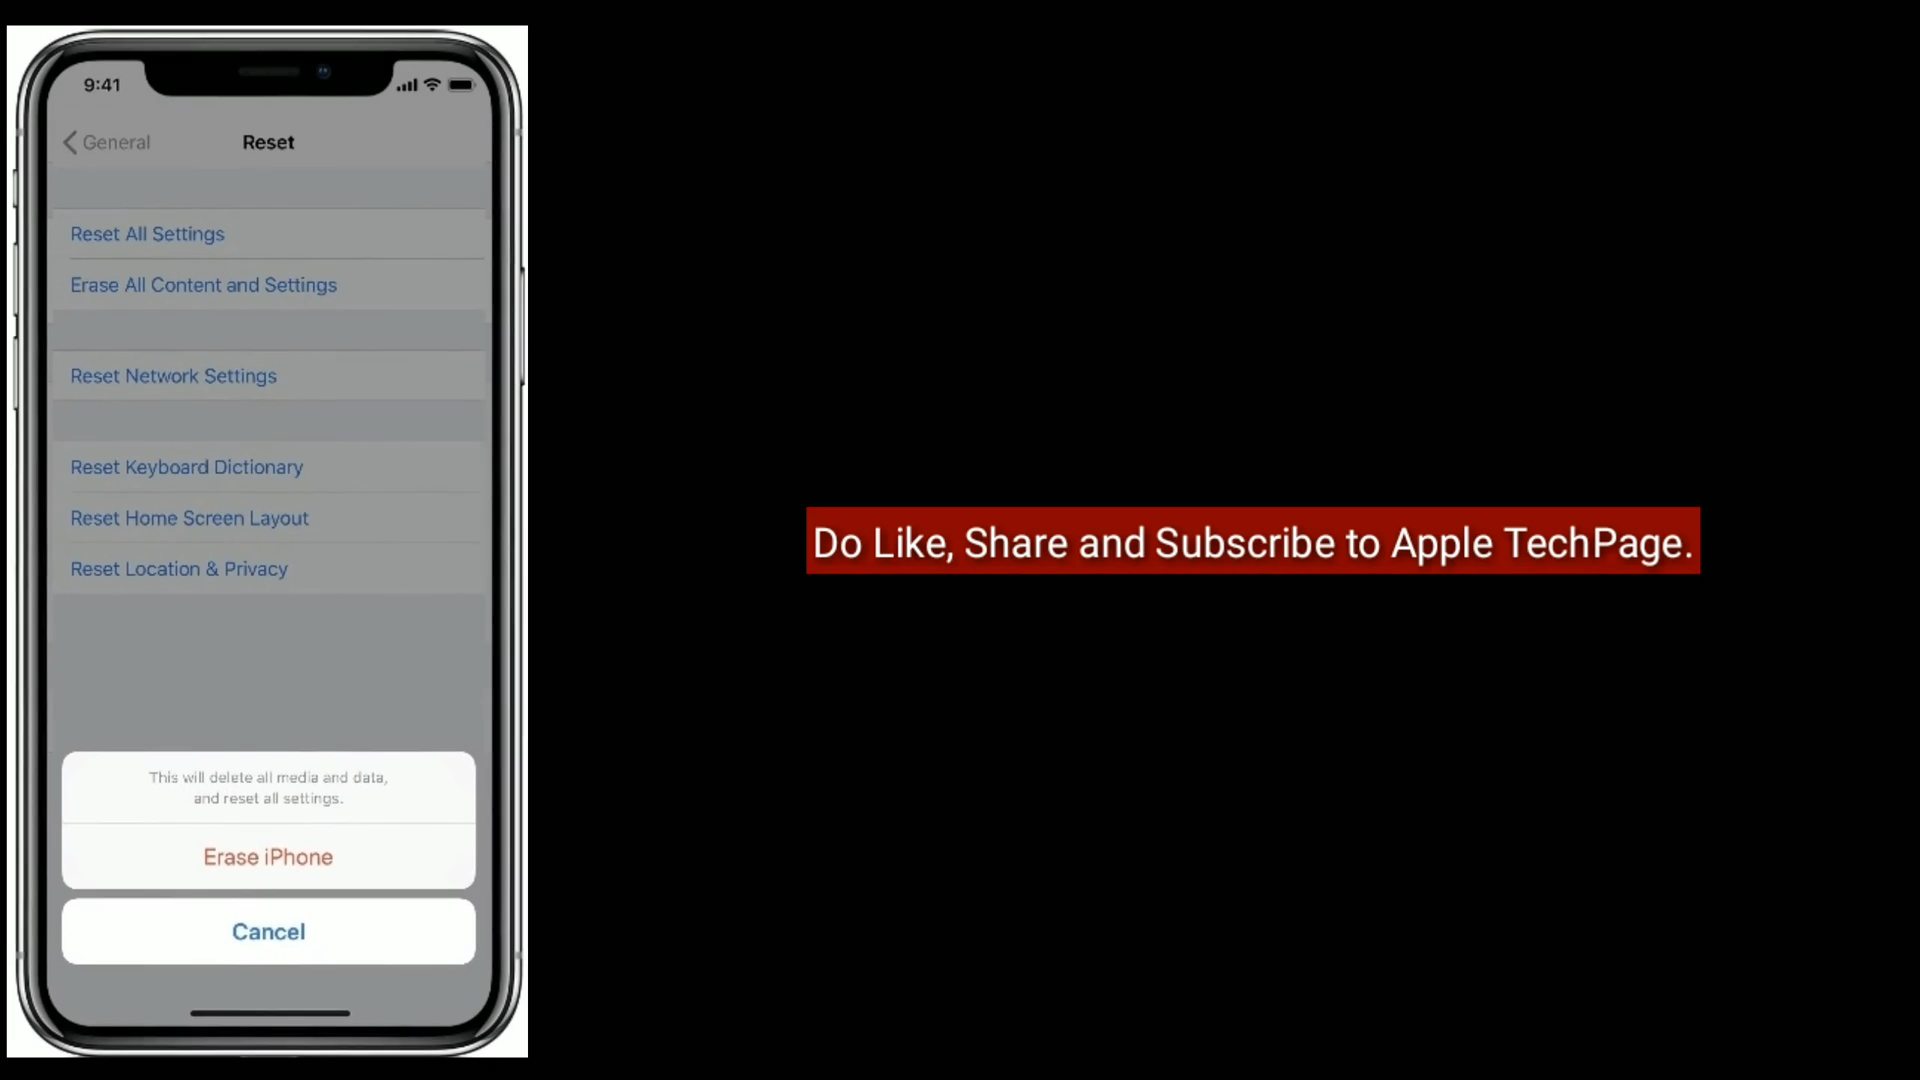 9:41
General
Reset
Reset All Settings
Erase All Content and Settings
Reset Network Settings
Reset Keyboard Dictionary
Reset Home Screen Layout
Reset Location & Privacy
This will delete all media and data,
and reset all settings.
Erase iPhone
Cancel
Do Like, Share and Subscribe to Apple TechPage.